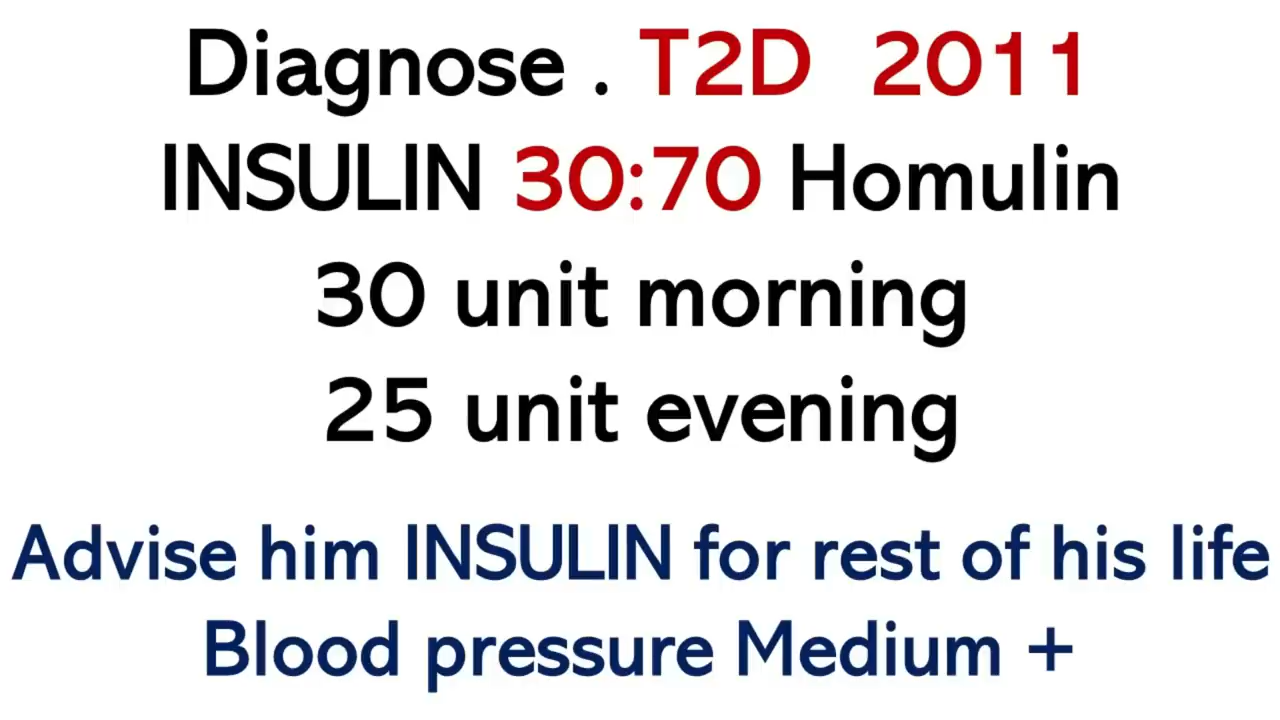 Diagnose . T2D 2011
INSULIN 30:70 Homulin
30 unit morning
25 unit evening
Advise him INSULIN for rest of his life
Blood pressure Medium +